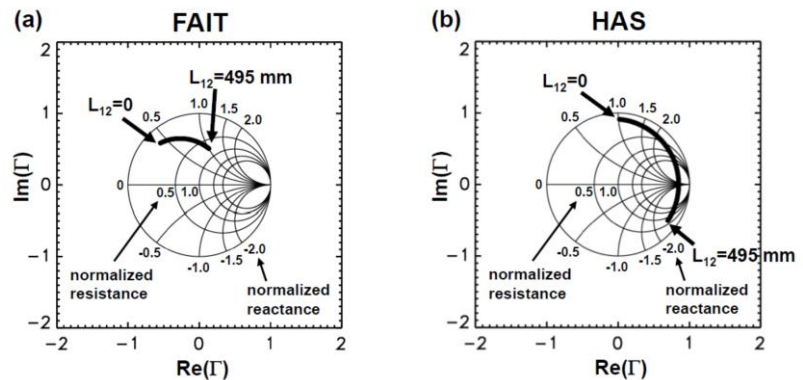 (a) FAIT
2
1
0
−1
−2
−2 −1 0 1 2
Im(Γ)
Re(Γ)
L12=0
L12=495 mm
0.5
1.0
1.5
2.0
0
0.5 1.0
-0.5
-1.0
-1.5
-2.0
normalized
resistance
normalized
reactance
(b) HAS
2
1
0
−1
−2
−2 −1 0 1 2
Im(Γ)
Re(Γ)
L12=0
0.5
1.0
1.5
2.0
0
0.5 1.0
-0.5
-1.0
-1.5
-2.0
L12=495 mm
normalized
resistance
normalized
reactance